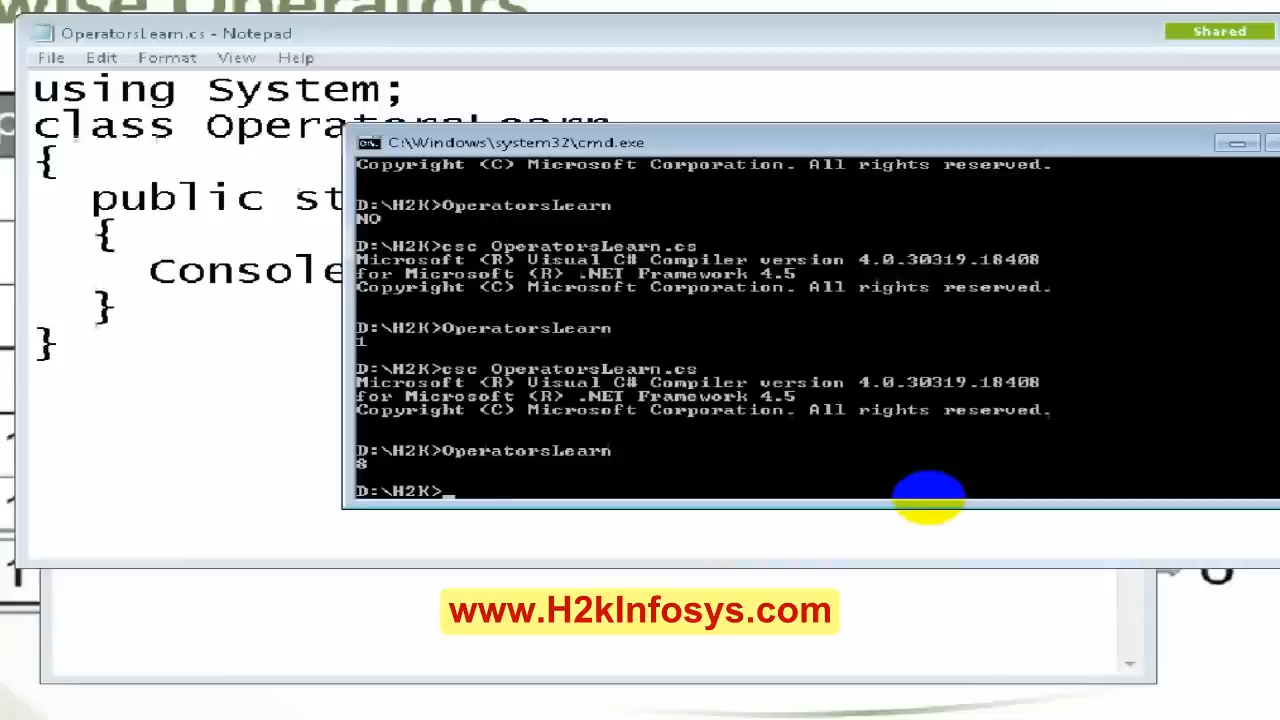 wise Operators
OperatorsLearn.cs - Notepad
Shared
File Edit Format View Help
using System;
class OperatorsLearn
{
public st
{
Console
}
}
C:\Windows\system32\cmd.exe
Copyright (C) Microsoft Corporation. All rights reserved.
D:\H2K>OperatorsLearn
NO
D:\H2K>csc OperatorsLearn.cs
Microsoft (R) Visual C# Compiler version 4.0.30319.18408
for Microsoft (R) .NET Framework 4.5
Copyright (C) Microsoft Corporation. All rights reserved.
D:\H2K>OperatorsLearn
1
D:\H2K>csc OperatorsLearn.cs
Microsoft (R) Visual C# Compiler version 4.0.30319.18408
for Microsoft (R) .NET Framework 4.5
Copyright (C) Microsoft Corporation. All rights reserved.
D:\H2K>OperatorsLearn
8
D:\H2K>_
www.H2kInfosys.com